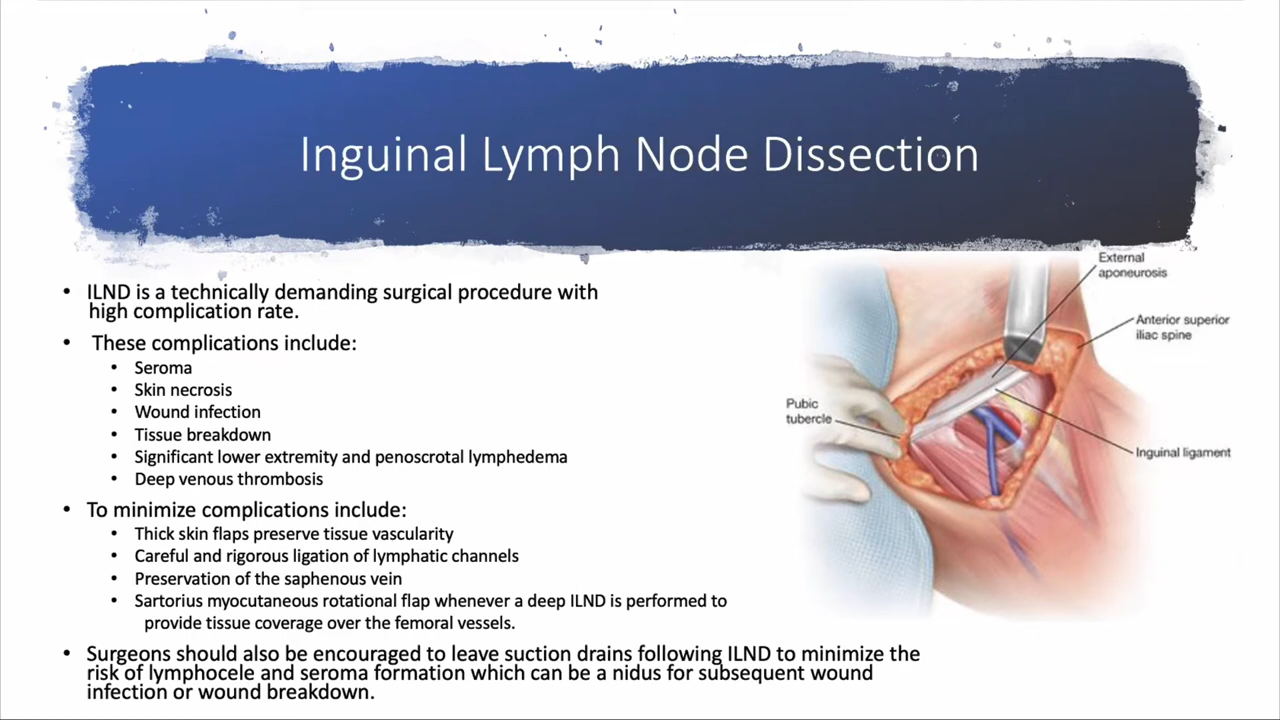 Inguinal Lymph Node Dissection
• ILND is a technically demanding surgical procedure with
high complication rate.
• These complications include:
• Seroma
• Skin necrosis
• Wound infection
• Tissue breakdown
• Significant lower extremity and penoscrotal lymphedema
• Deep venous thrombosis
• To minimize complications include:
• Thick skin flaps preserve tissue vascularity
• Careful and rigorous ligation of lymphatic channels
• Preservation of the saphenous vein
• Sartorius myocutaneous rotational flap whenever a deep ILND is performed to
provide tissue coverage over the femoral vessels.
• Surgeons should also be encouraged to leave suction drains following ILND to minimize the
risk of lymphocele and seroma formation which can be a nidus for subsequent wound
infection or wound breakdown.
External
aponeurosis
Anterior superior
iliac spine
Pubic
tubercle
Inguinal ligament